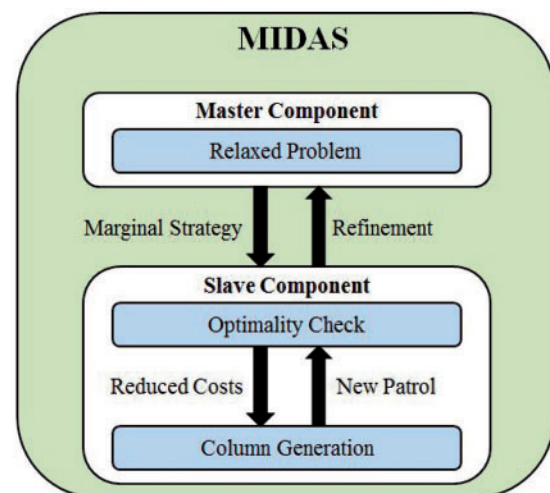 MIDAS
Master Component
Relaxed Problem
Marginal Strategy
Refinement
Slave Component
Optimality Check
Reduced Costs
New Patrol
Column Generation